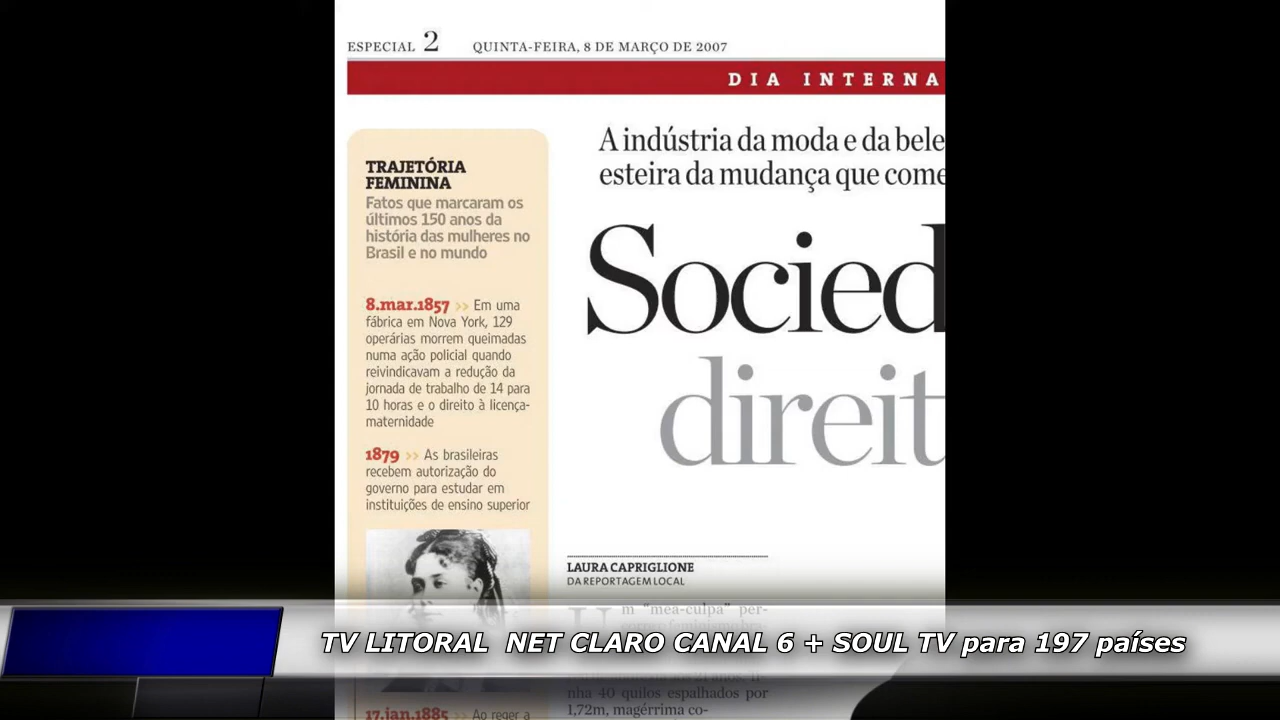 ESPECIAL 2 QUINTA-FEIRA, 8 DE MARÇO DE 2007
DIA INTERNA
A indústria da moda e da bele
esteira da mudança que come
Socied
direit
TRAJETÓRIA
FEMININA
Fatos que marcaram os
últimos 150 anos da
história das mulheres no
Brasil e no mundo
8.mar.1857 >> Em uma
fábrica em Nova York, 129
operárias morrem queimadas
numa ação policial quando
reivindicavam a redução da
jornada de trabalho de 14 para
10 horas e o direito à licença-
maternidade
1879 >> As brasileiras
recebem autorização do
governo para estudar em
instituições de ensino superior
17.jan.1885 >> Ao reger a
LAURA CAPRIGLIONE
DA REPORTAGEM LOCAL
Um "mea-culpa" per-
nha 40 quilos espalhados por
1,72m, magérrima co-
TV LITORAL NET CLARO CANAL 6 + SOUL TV para 197 países